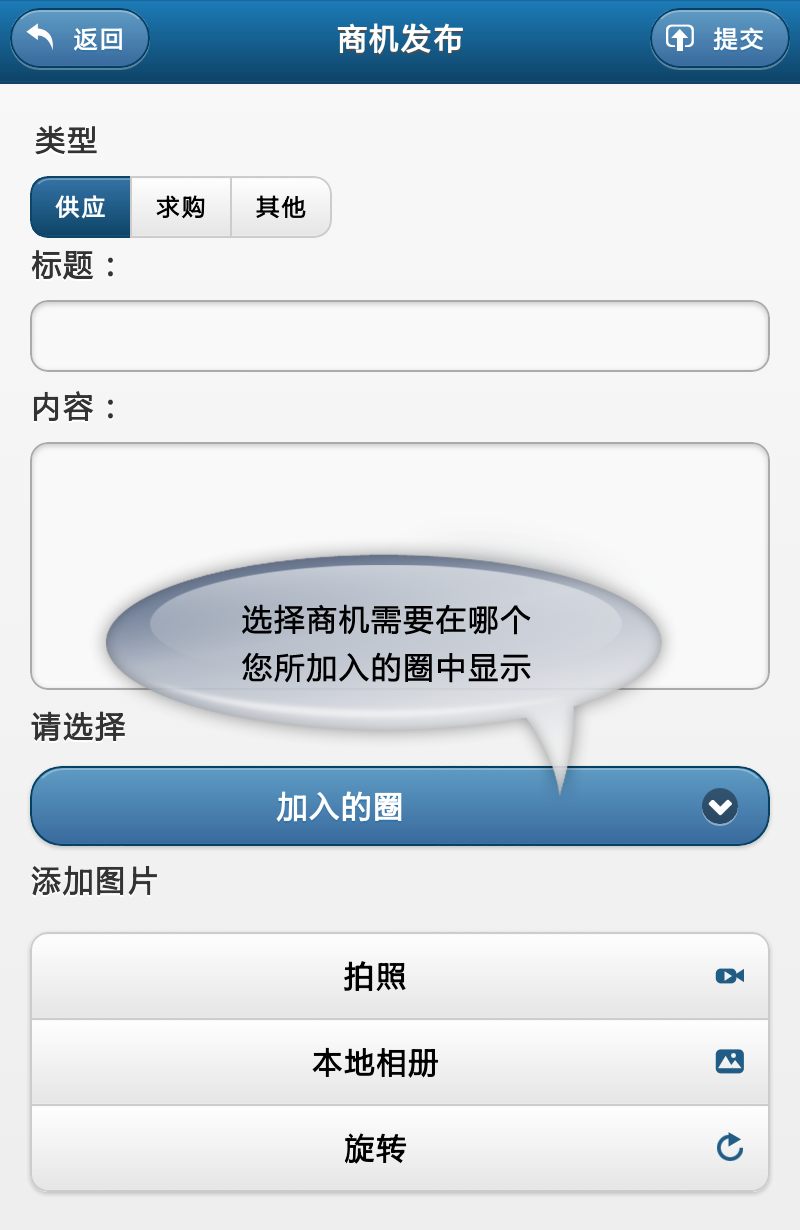 返回 商机发布 提交
类型
供应 求购 其他
标题：
内容：
选择商机需要在哪个
您所加入的圈中显示
请选择
加入的圈
添加图片
拍照
本地相册
旋转